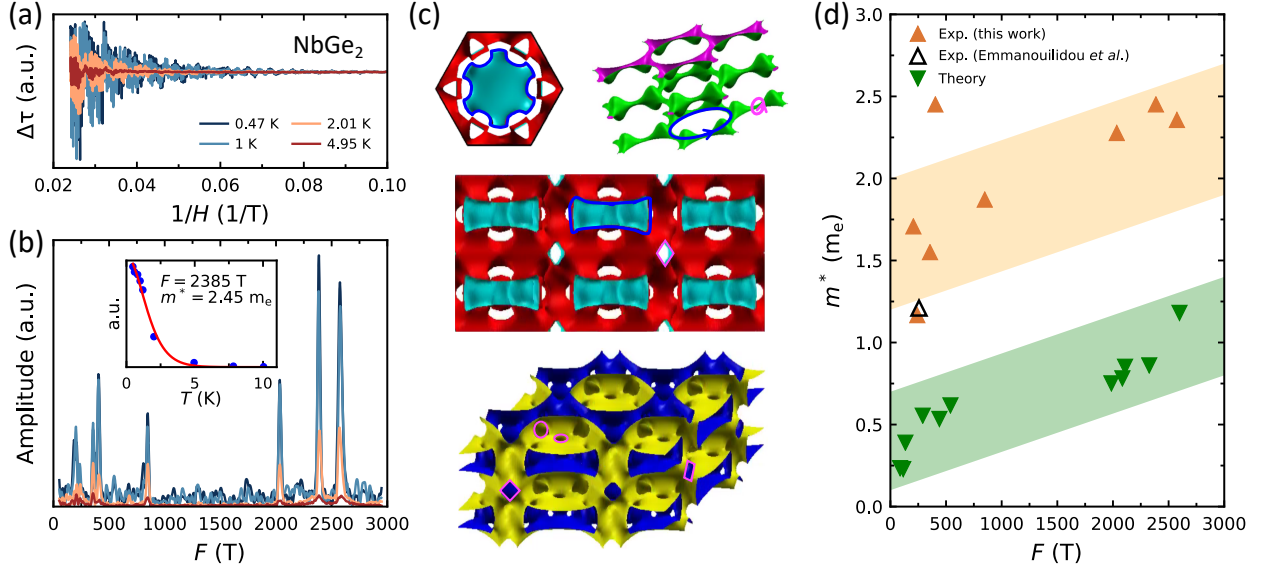 (a)
Δτ (a.u.)
NbGe₂
0.47 K
1 K
2.01 K
4.95 K
0.02 0.04 0.06 0.08 0.10
1/H (1/T)
(b)
Amplitude (a.u.)
a.u.
F = 2385 T
m* = 2.45 mₑ
0 5 10
T (K)
0 500 1000 1500 2000 2500 3000
F (T)
(c)
(d)
m* (mₑ)
3.0
2.5
2.0
1.5
1.0
0.5
0.0
Exp. (this work)
Exp. (Emmanouilidou et al.)
Theory
0 500 1000 1500 2000 2500 3000
F (T)